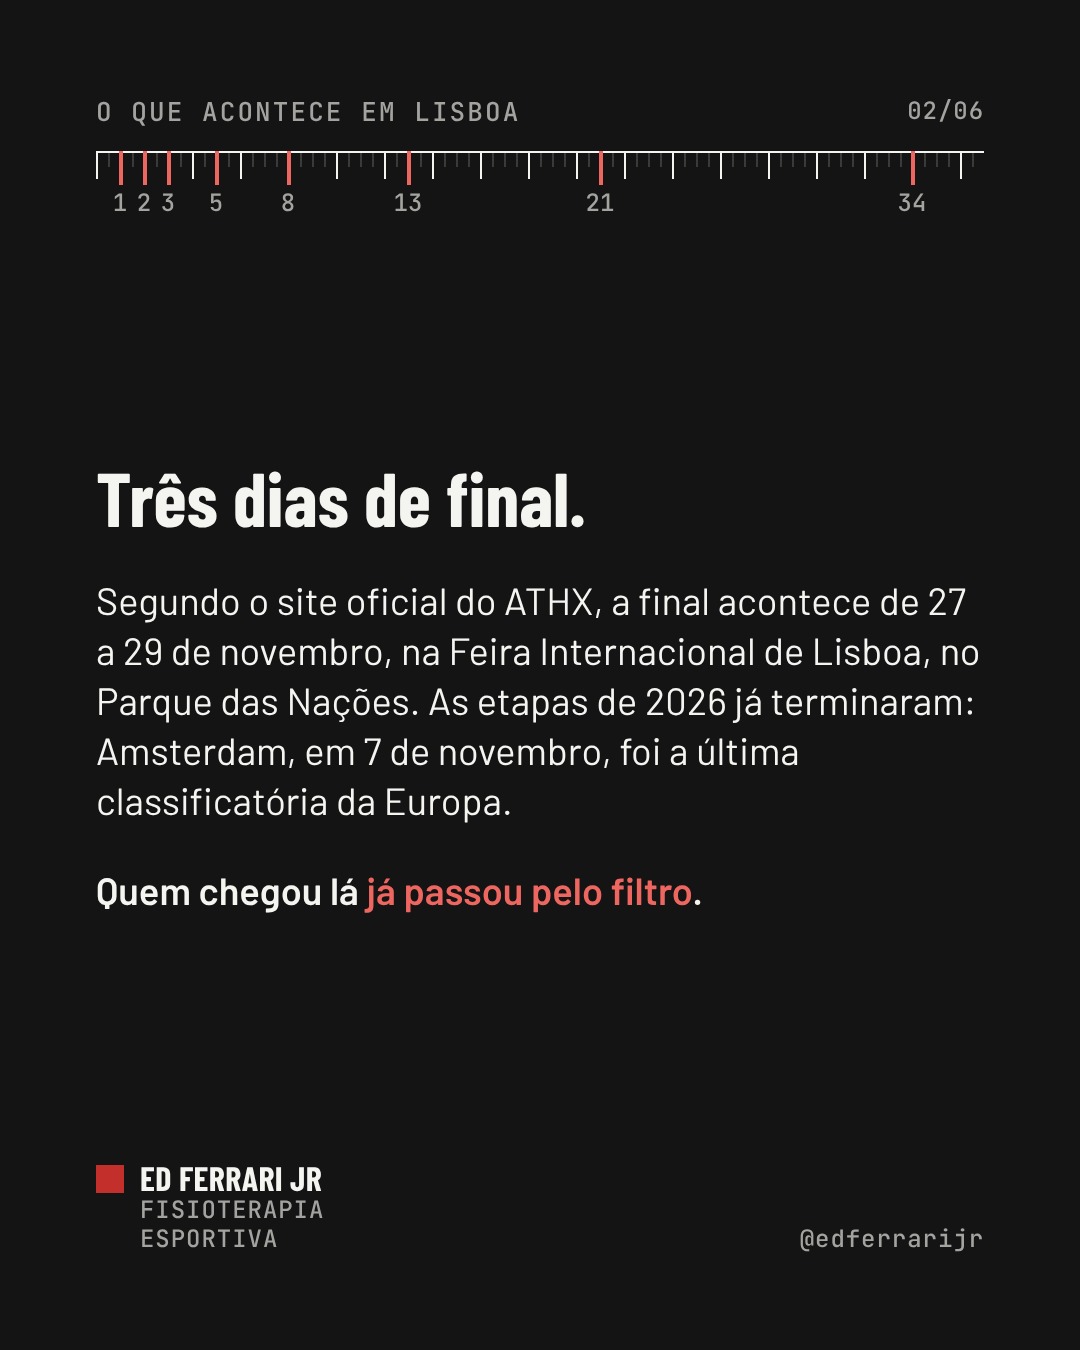 O QUE ACONTECE EM LISBOA
02/06
1 2 3 5 8 13 21 34
Três dias de final.
Segundo o site oficial do ATHX, a final acontece de 27
a 29 de novembro, na Feira Internacional de Lisboa, no
Parque das Nações. As etapas de 2026 já terminaram:
Amsterdam, em 7 de novembro, foi a última
classificatória da Europa.
Quem chegou lá já passou pelo filtro.
ED FERRARI JR
FISIOTERAPIA
ESPORTIVA
@edferrarijr